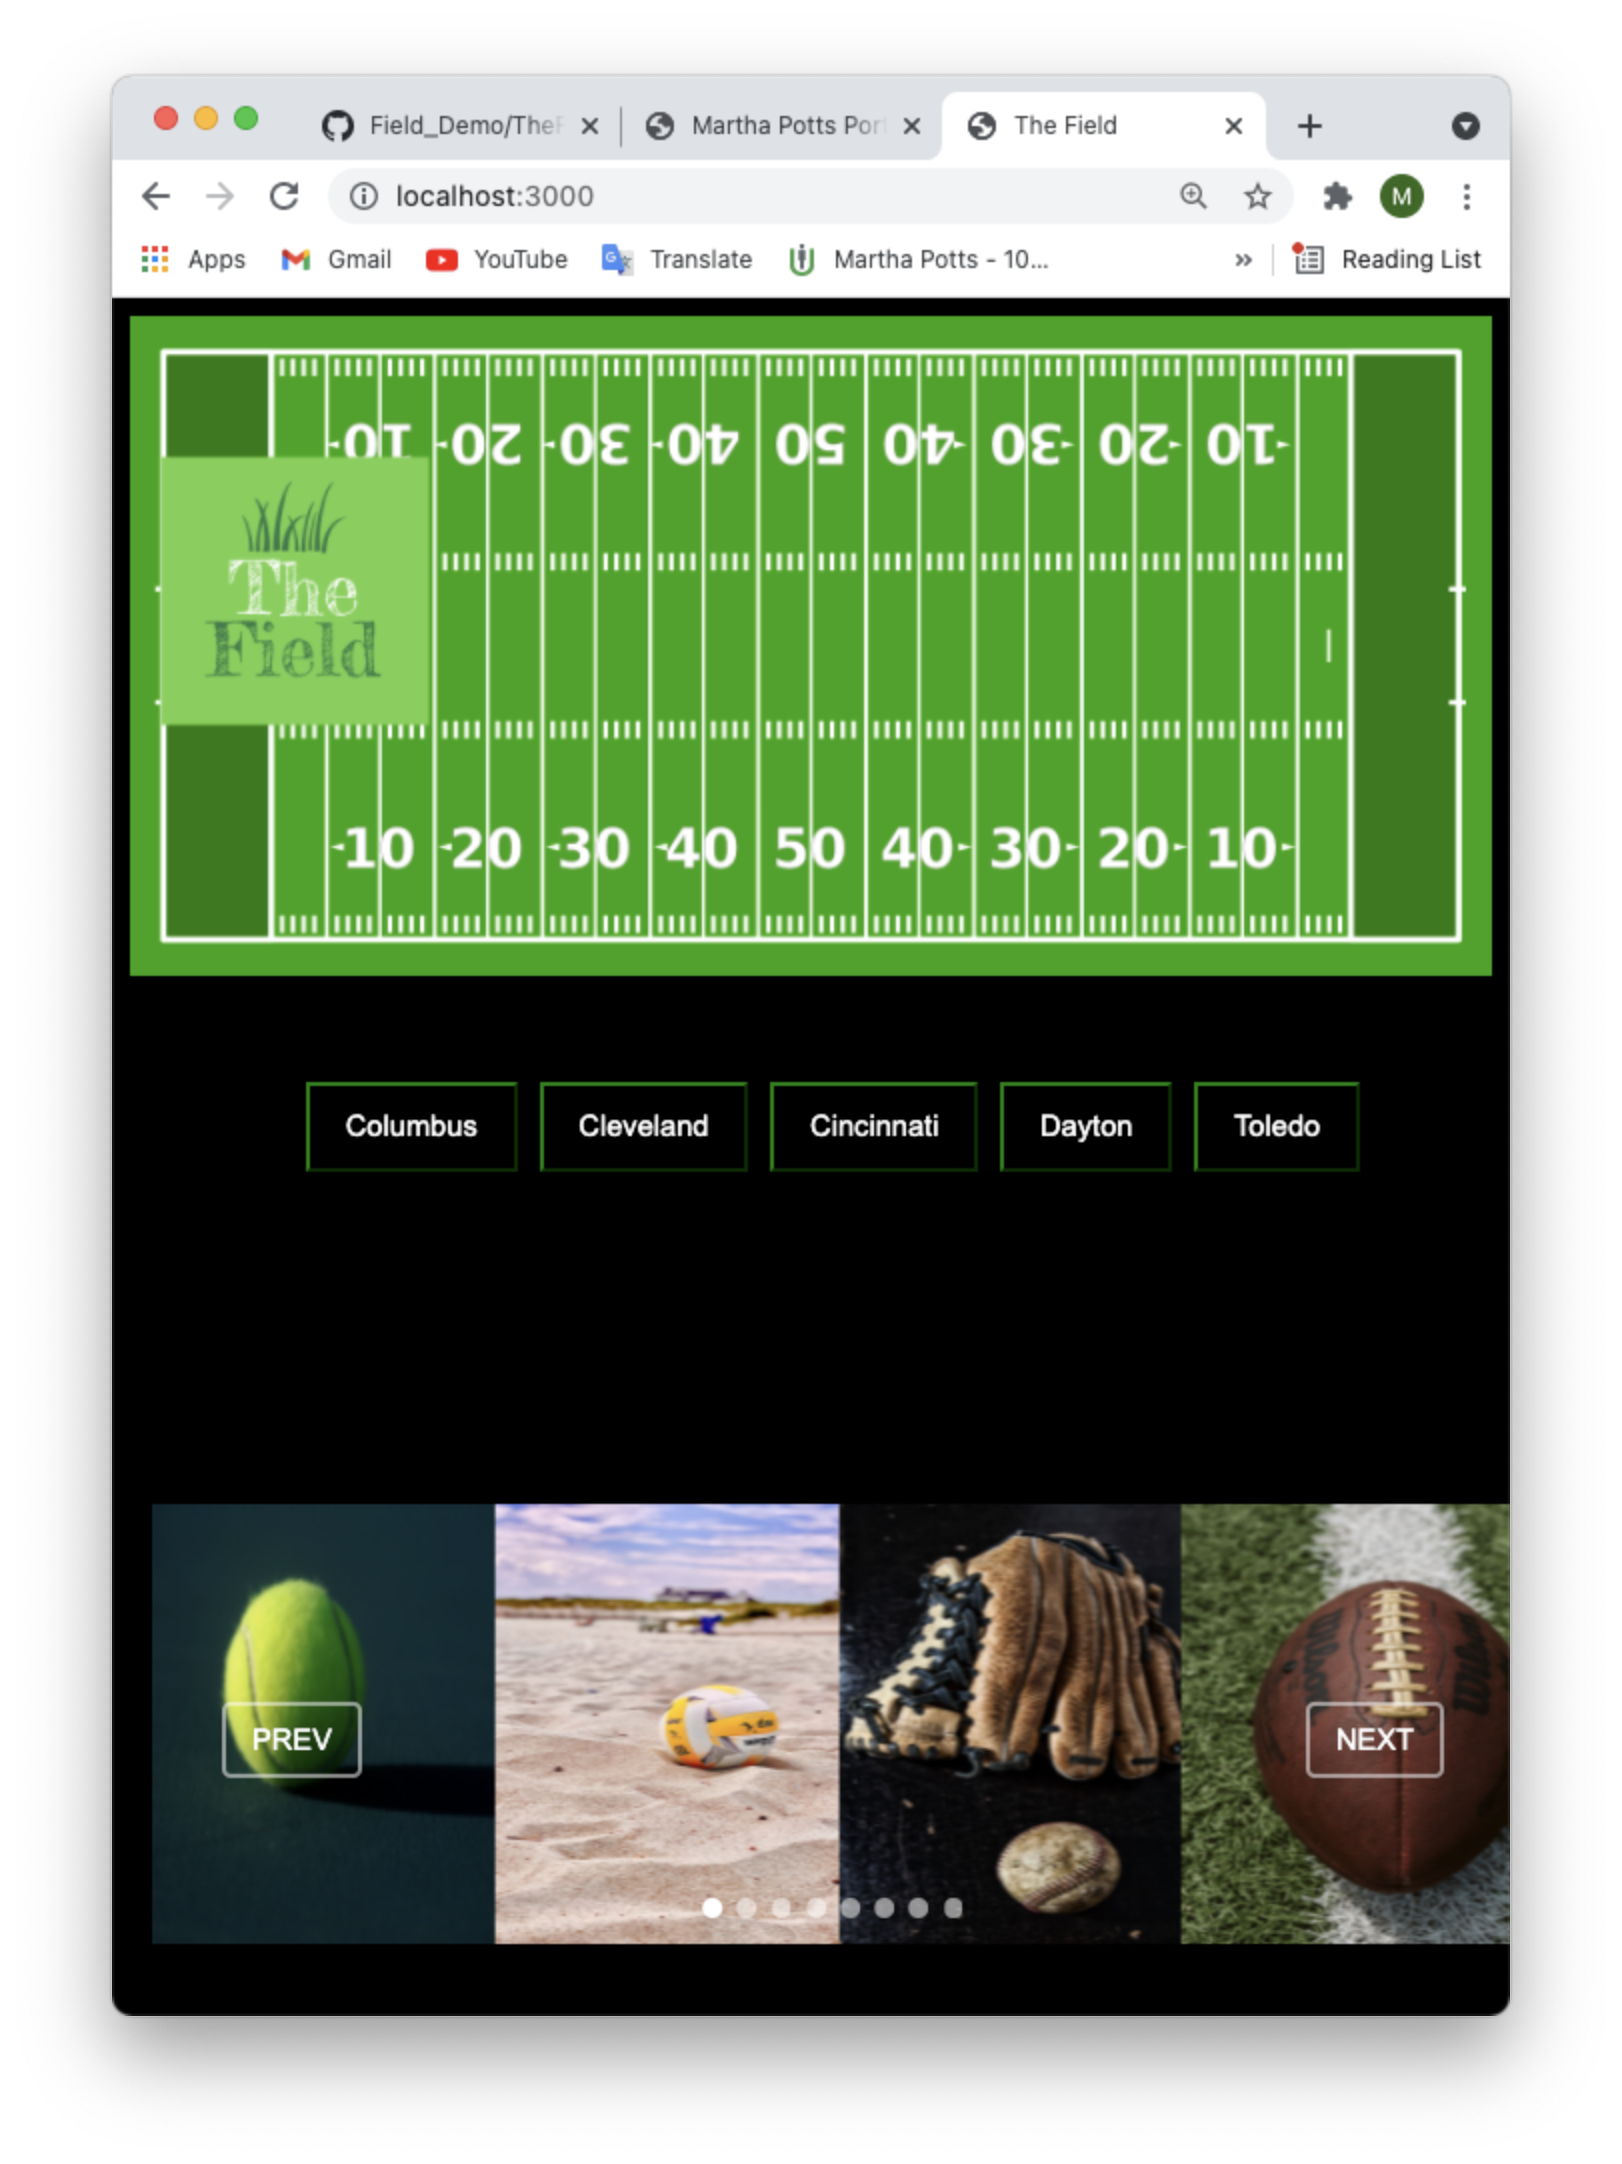 Field_Demo/TheF
Martha Potts Por
The Field
localhost:3000
M
Apps
Gmail
YouTube
Translate
Martha Potts - 10...
»
Reading List
10 20 30 40 50 40 30 20 10
The
Field
10 20 30 40 50 40 30 20 10
Columbus
Cleveland
Cincinnati
Dayton
Toledo
PREV
NEXT